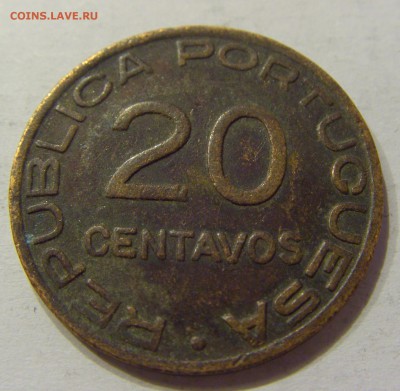 COINS.LAVE.RU
REPUBLICA PORTUGUESA
20
CENTAVOS